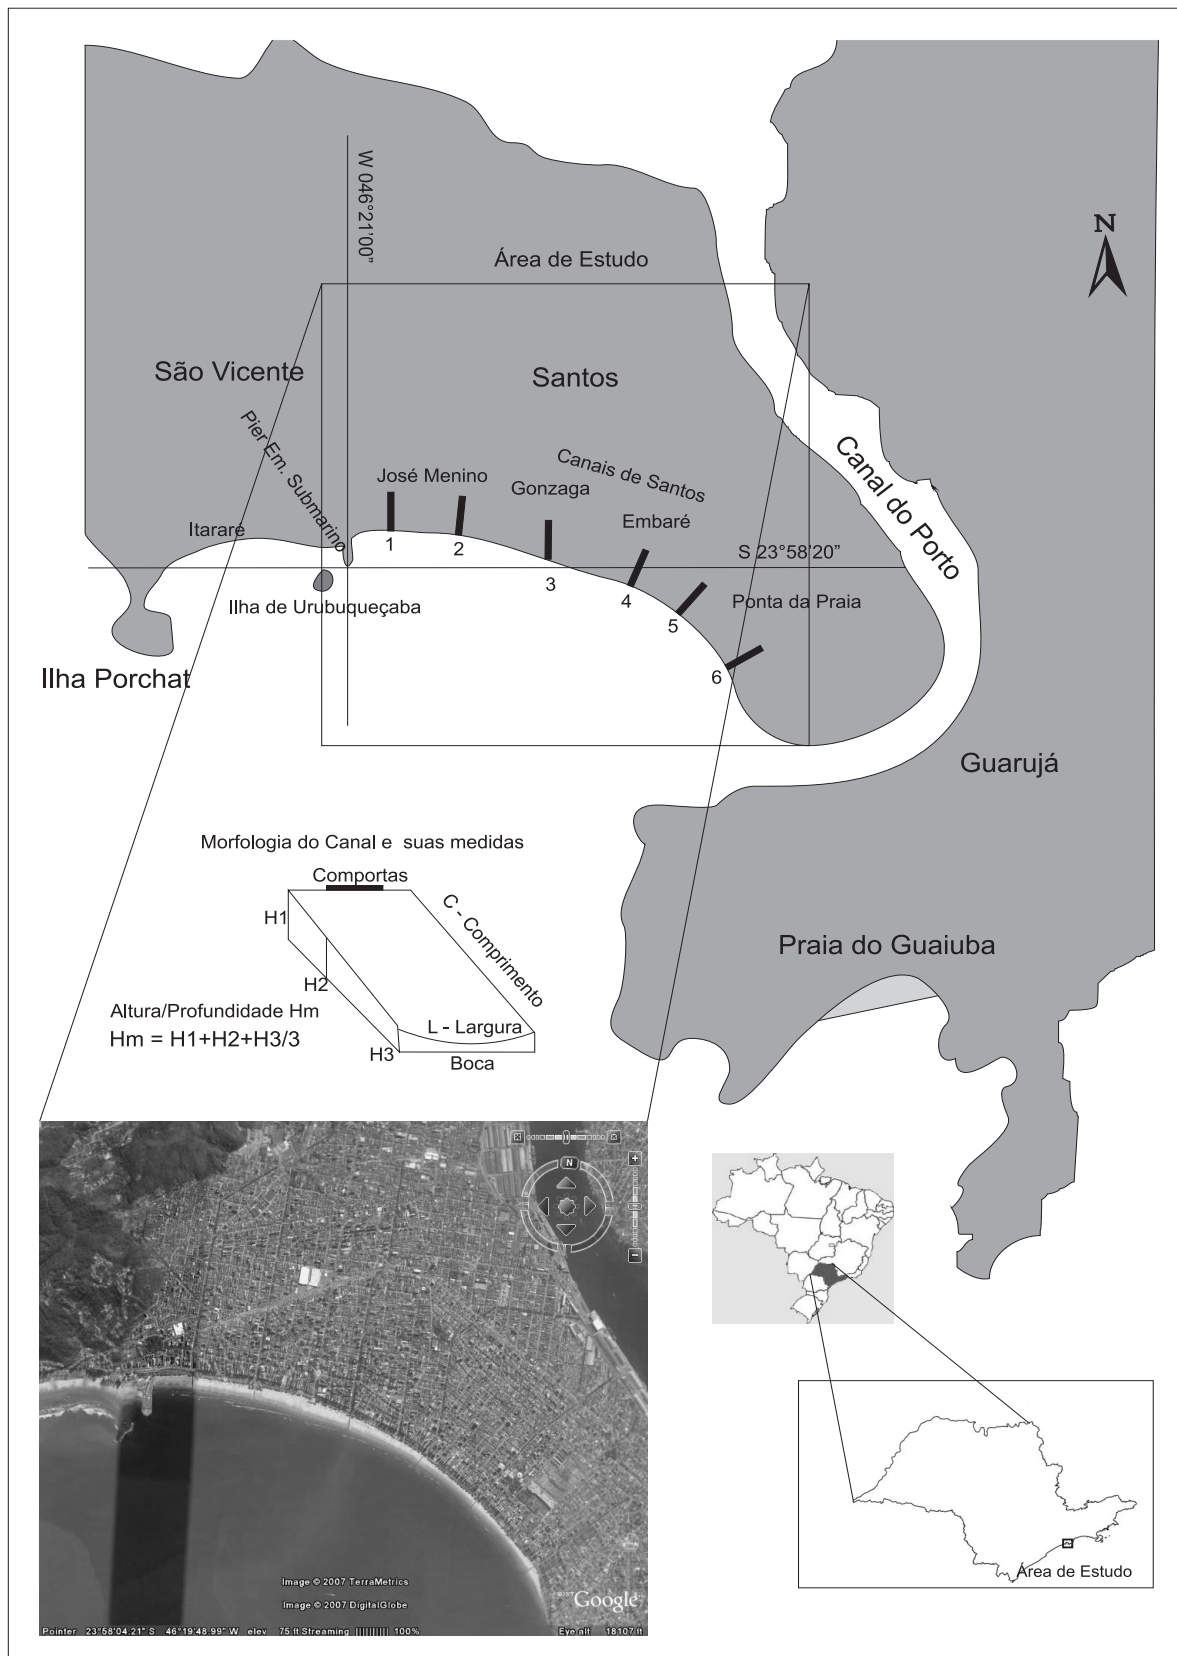 N
W 046°21'00”
Área de Estudo
São Vicente
Santos
Pier Em. Submarino
José Menino
Canais de Santos
Gonzaga
Embaré
Canal do Porto
Itararé
1
2
3
4
5
6
S 23°58'20”
Ilha de Urubuqueçaba
Ponta da Praia
Ilha Porchat
Guarujá
Morfologia do Canal e suas medidas
Comportas
H1
C - Comprimento
H2
Altura/Profundidade Hm
Hm = H1+H2+H3/3
L - Largura
H3
Boca
Praia do Guaiuba
N
Image © 2007 TerraMetrics
Image © 2007 DigitalGlobe
©2007 Google
Pointer 23°58'04.21" S 46°19'48.99" W elev 75 ft Streaming |||||||||| 100% Eye alt 18107 ft
Área de Estudo